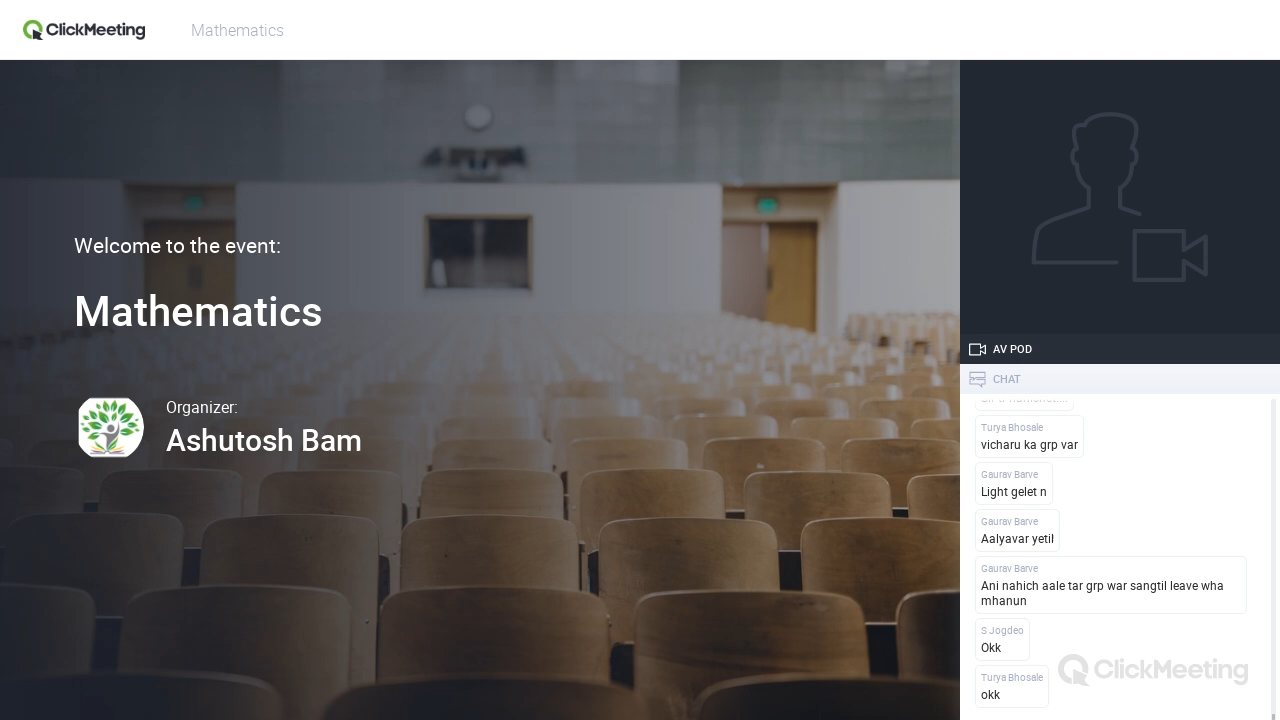 ClickMeeting
Mathematics
Welcome to the event:
Mathematics
Organizer:
Ashutosh Bam
AV POD
CHAT
Turya Bhosale
vicharu ka grp var
Gaurav Barve
Light gelet n
Gaurav Barve
Aalyavar yetil
Gaurav Barve
Ani nahich aale tar grp war sangtil leave wha
mhanun
S Jogdeo
Okk
Turya Bhosale
okk
ClickMeeting